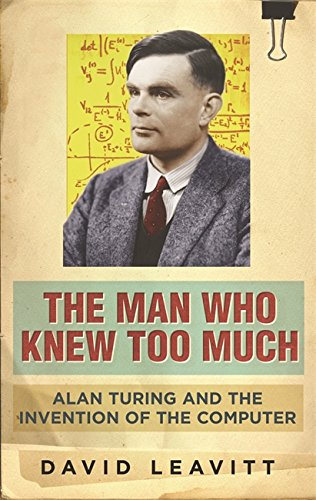 THE MAN WHO
KNEW TOO MUCH
ALAN TURING AND THE
INVENTION OF THE COMPUTER
DAVID LEAVITT